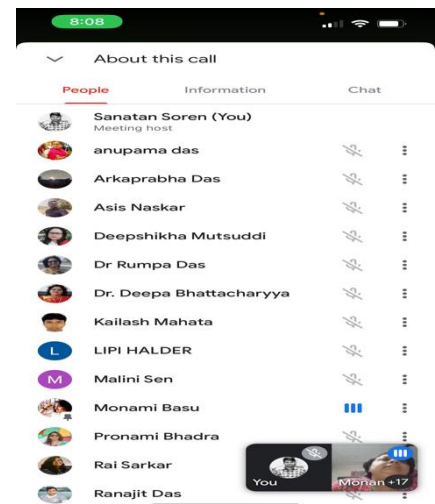 8:08
About this call
People Information Chat
Sanatan Soren (You)
Meeting host
anupama das
Arkaprabha Das
Asis Naskar
Deepshikha Mutsuddi
Dr Rumpa Das
Dr. Deepa Bhattacharyya
Kailash Mahata
L LIPI HALDER
M Malini Sen
Monami Basu
Pronami Bhadra
Rai Sarkar
You Monan +17
Ranajit Das